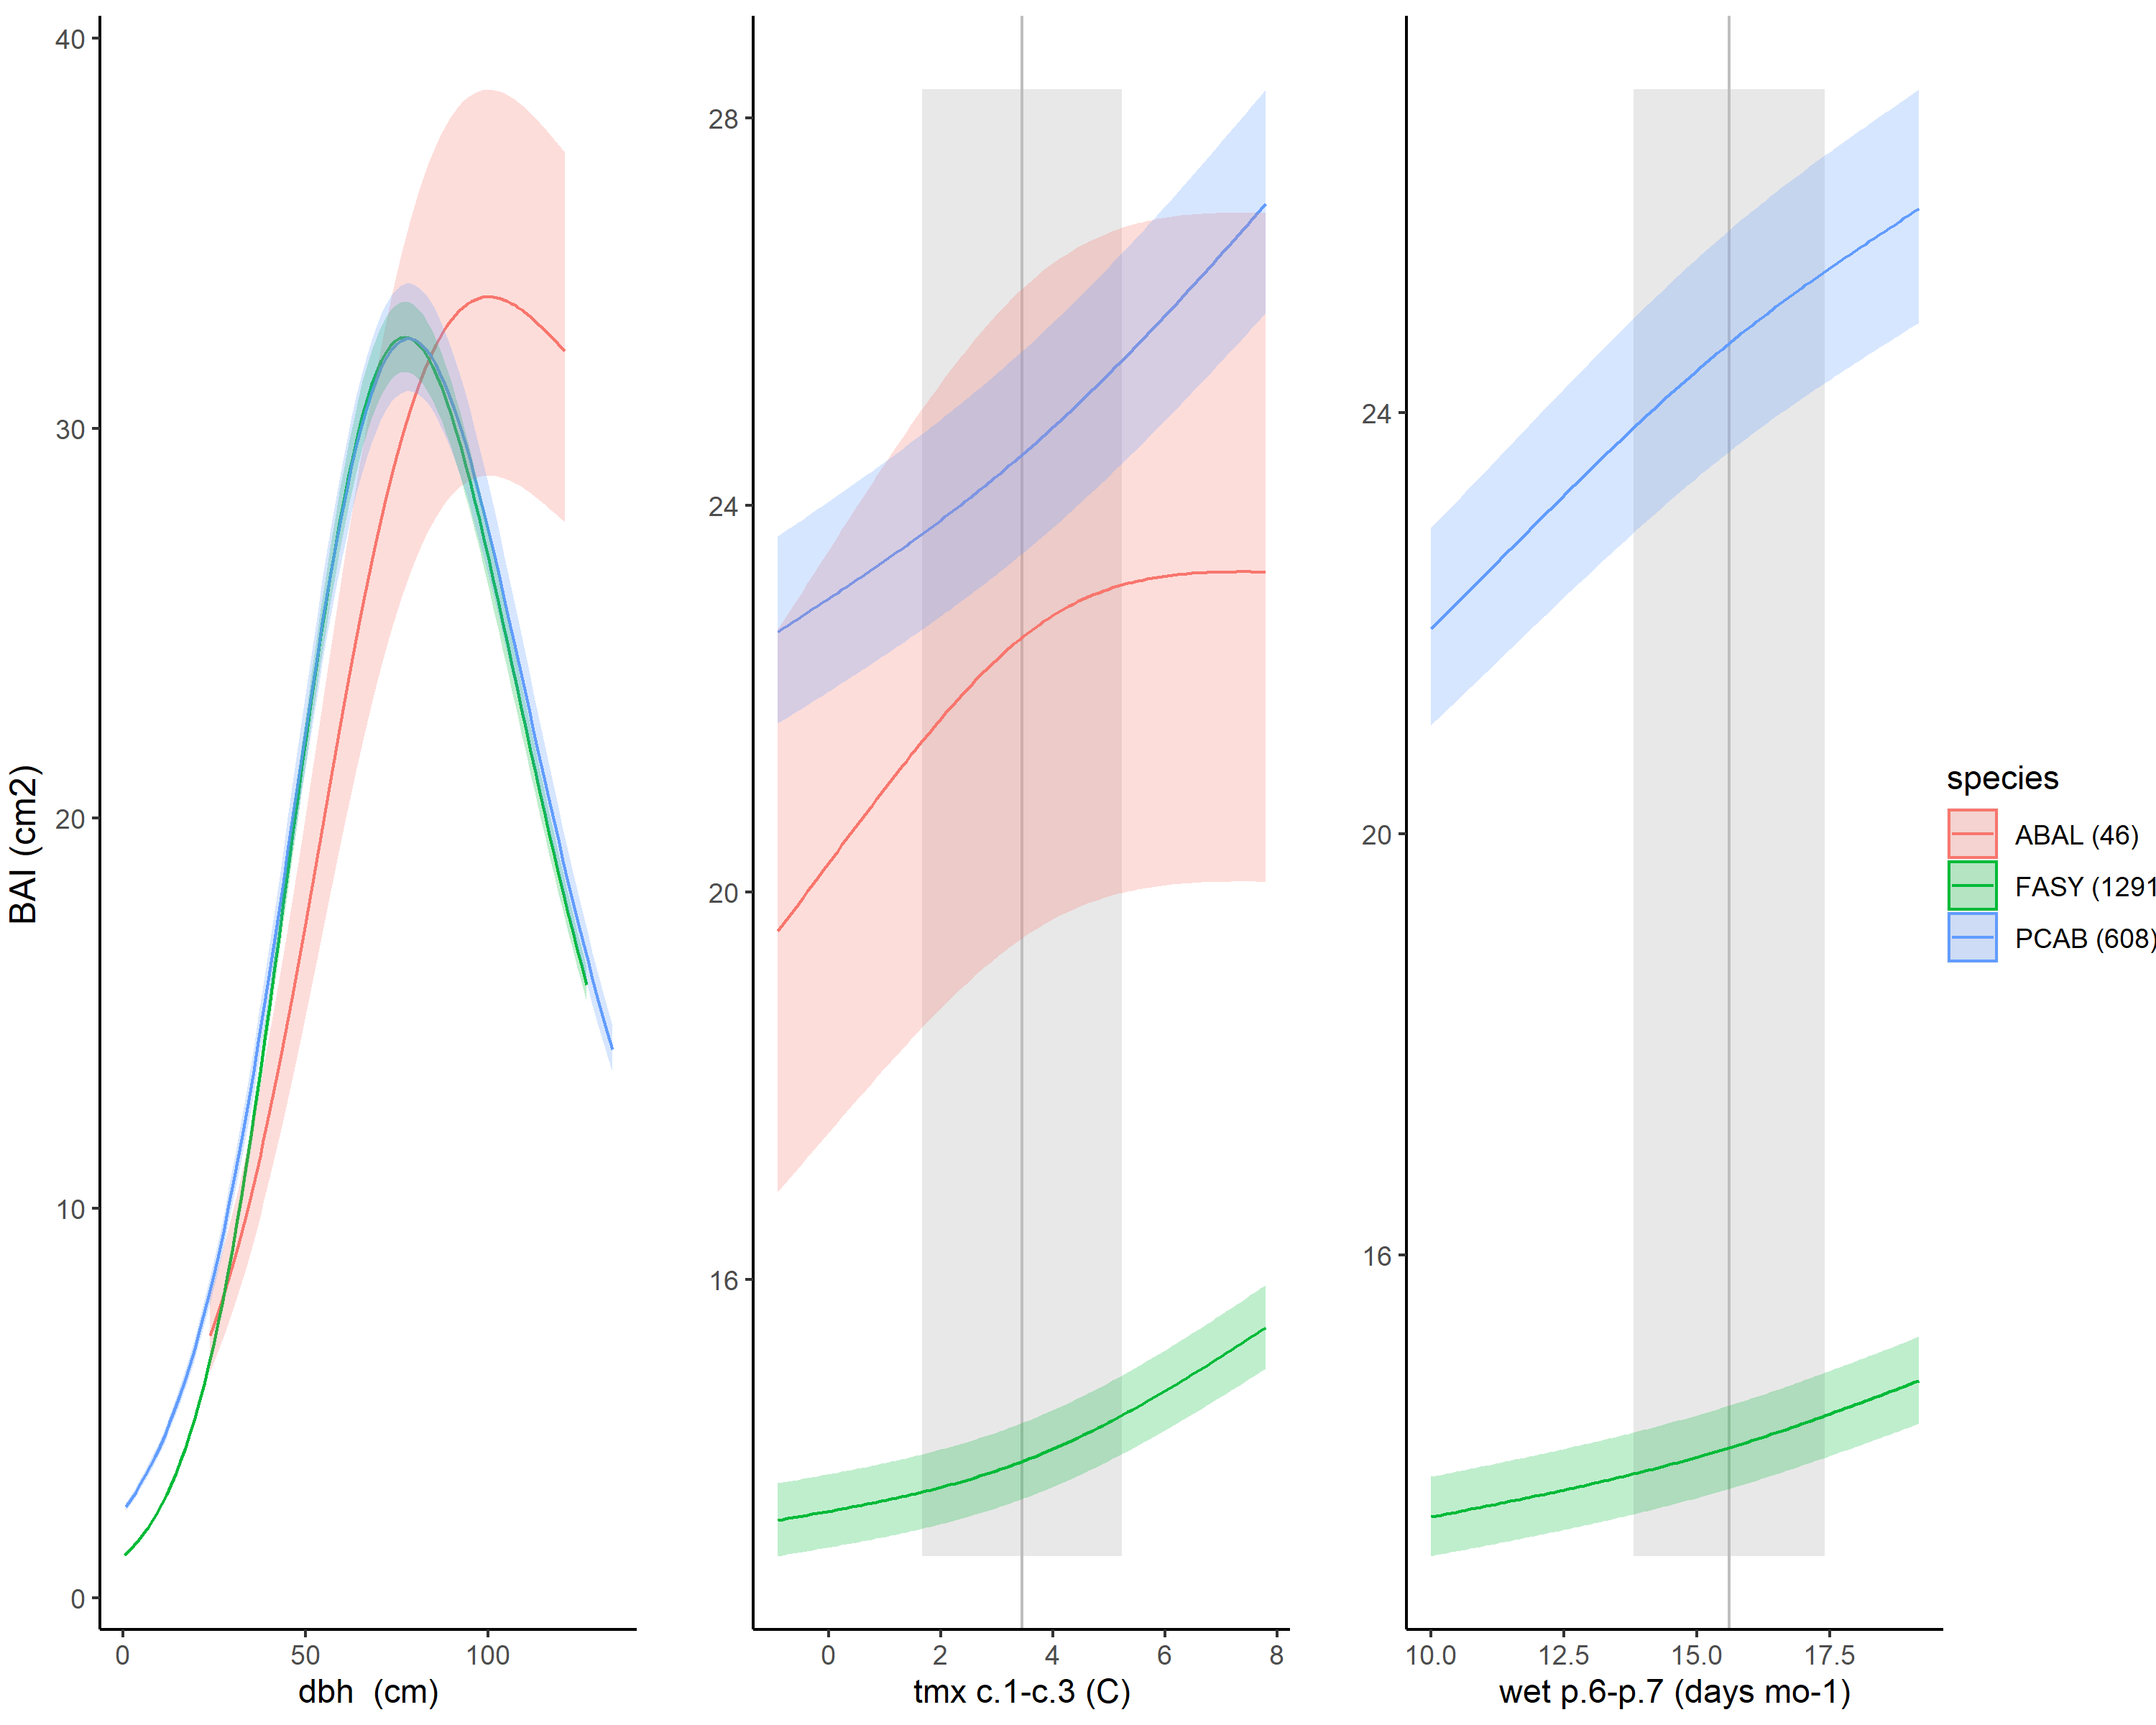 40
30
20
10
0
BAI (cm2)
0 50 100
dbh (cm)
28
24
20
16
0 2 4 6 8
tmx c.1-c.3 (C)
24
20
16
10.0 12.5 15.0 17.5
wet p.6-p.7 (days mo-1)
species
ABAL (46)
FASY (1291
PCAB (608)